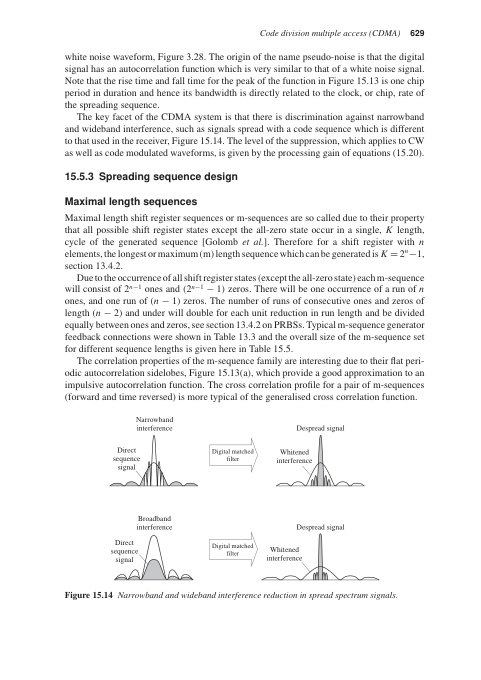 Code division multiple access (CDMA) 629
white noise waveform, Figure 3.28. The origin of the name pseudo-noise is that the digital
signal has an autocorrelation function which is very similar to that of a white noise signal.
Note that the rise time and fall time for the peak of the function in Figure 15.13 is one chip
period in duration and hence its bandwidth is directly related to the clock, or chip, rate of
the spreading sequence.
The key facet of the CDMA system is that there is discrimination against narrowband
and wideband interference, such as signals spread with a code sequence which is different
to that used in the receiver, Figure 15.14. The level of the suppression, which applies to CW
as well as code modulated waveforms, is given by the processing gain of equations (15.20).
15.5.3 Spreading sequence design
Maximal length sequences
Maximal length shift register sequences or m-sequences are so called due to their property
that all possible shift register states except the all-zero state occur in a single, K length,
cycle of the generated sequence [Golomb et al.]. Therefore for a shift register with n
elements, the longest or maximum (m) length sequence which can be generated is K = 2ⁿ − 1,
section 13.4.2.
Due to the occurrence of all shift register states (except the all-zero state) each m-sequence
will consist of 2ⁿ⁻¹ ones and (2ⁿ⁻¹ − 1) zeros. There will be one occurrence of a run of n
ones, and one run of (n − 1) zeros. The number of runs of consecutive ones and zeros of
length (n − 2) and under will double for each unit reduction in run length and be divided
equally between ones and zeros, see section 13.4.2 on PRBSs. Typical m-sequence generator
feedback connections were shown in Table 13.3 and the overall size of the m-sequence set
for different sequence lengths is given here in Table 15.5.
The correlation properties of the m-sequence family are interesting due to their flat peri-
odic autocorrelation sidelobes, Figure 15.13(a), which provide a good approximation to an
impulsive autocorrelation function. The cross correlation profile for a pair of m-sequences
(forward and time reversed) is more typical of the generalised cross correlation function.
Narrowband
interference
Direct
sequence
signal
Digital matched
filter
Despread signal
Whitened
interference
Broadband
interference
Direct
sequence
signal
Digital matched
filter
Despread signal
Whitened
interference
Figure 15.14 Narrowband and wideband interference reduction in spread spectrum signals.